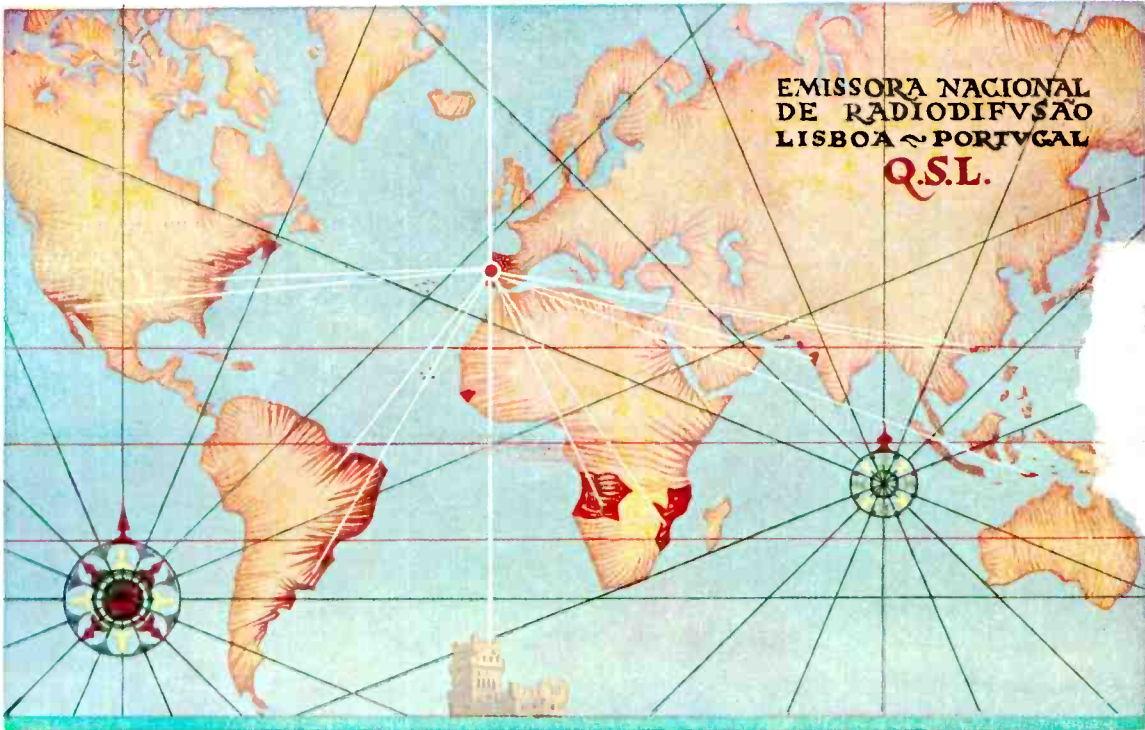 EMISSORA NACIONAL
DE RADIODIFVSÃO
LISBOA ~ PORTVGAL
Q.S.L.